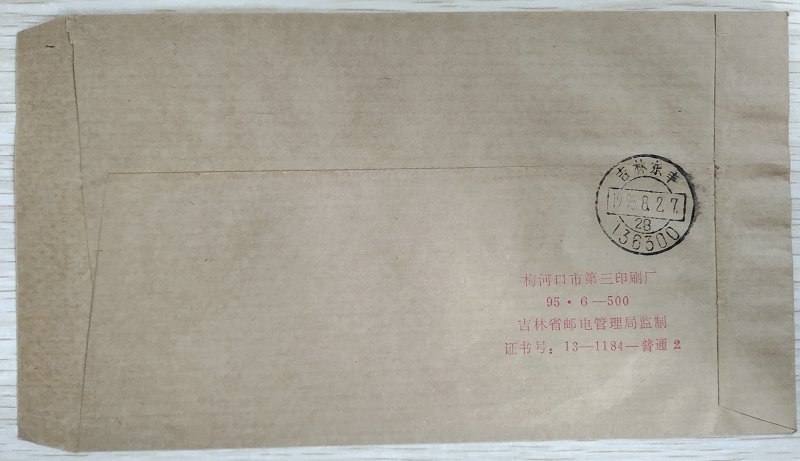 吉林东丰
1995.8.27
28
136300
梅河口市第三印刷厂
95·6—500
吉林省邮电管理局监制
证书号：13—1184—普通2